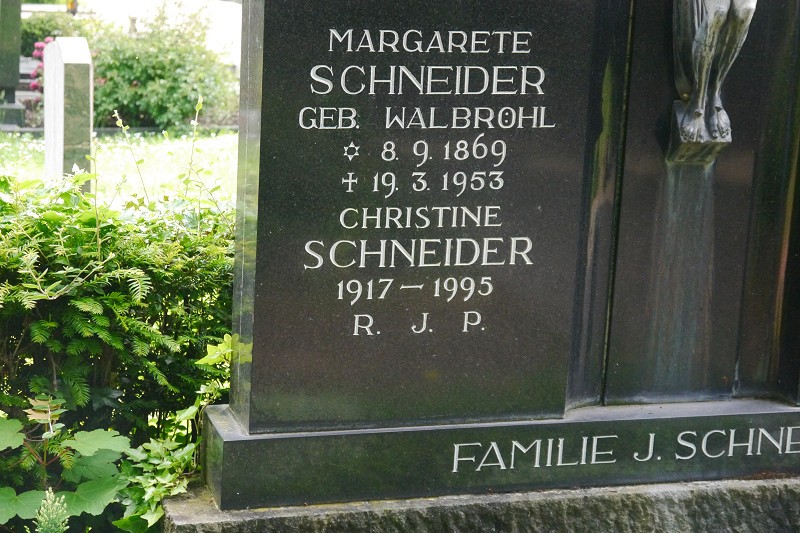 MARGARETE
SCHNEIDER
GEB. WALBRÖHL
✡ 8. 9. 1869
✝ 19. 3. 1953
CHRISTINE
SCHNEIDER
1917 — 1995
R. J. P.
FAMILIE J. SCHNE